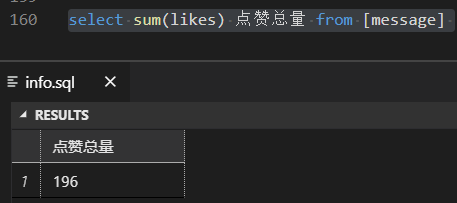 160 select sum(likes) 点赞总量 from [message]
info.sql ×
RESULTS
点赞总量
1 196